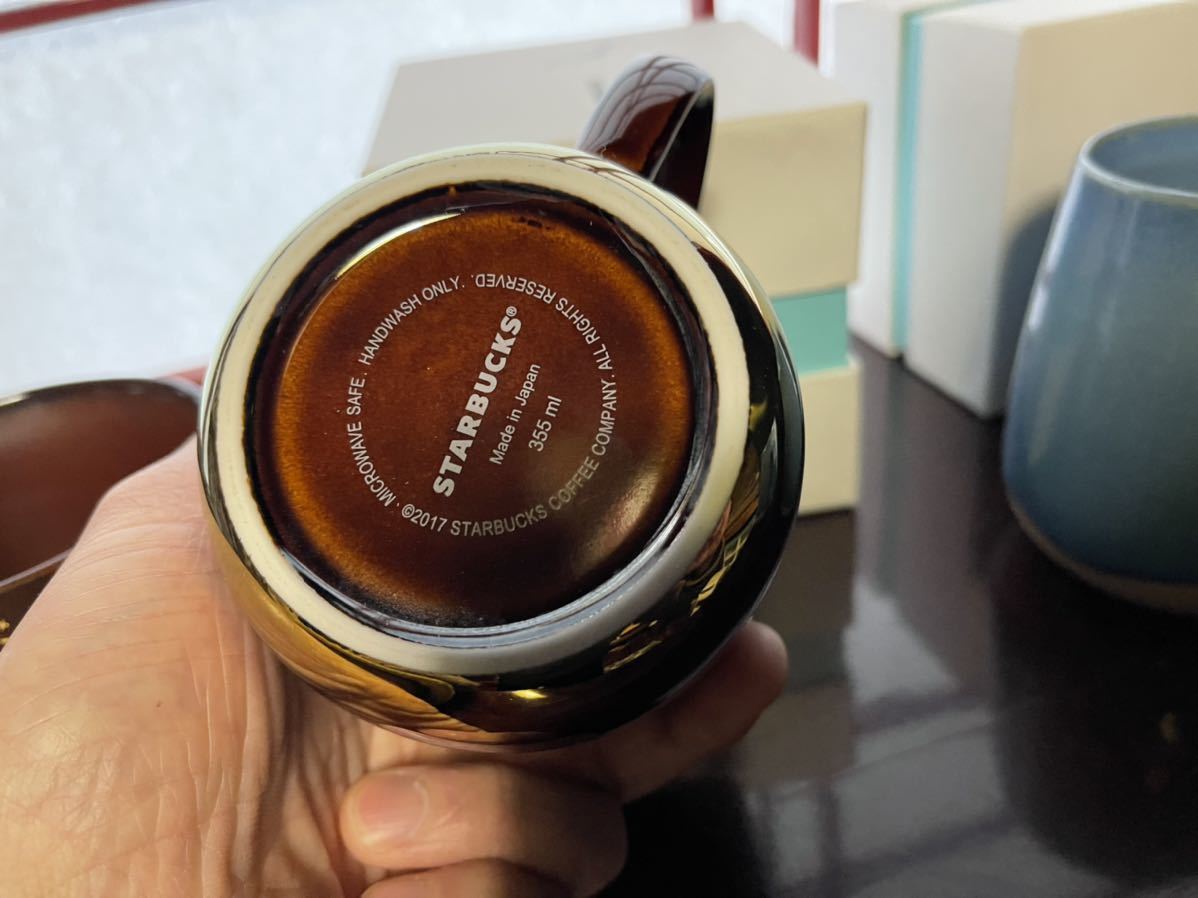 STARBUCKS®
Made in Japan
355 ml
©2017 STARBUCKS COFFEE COMPANY. ALL RIGHTS RESERVED. HANDWASH ONLY. MICROWAVE SAFE.